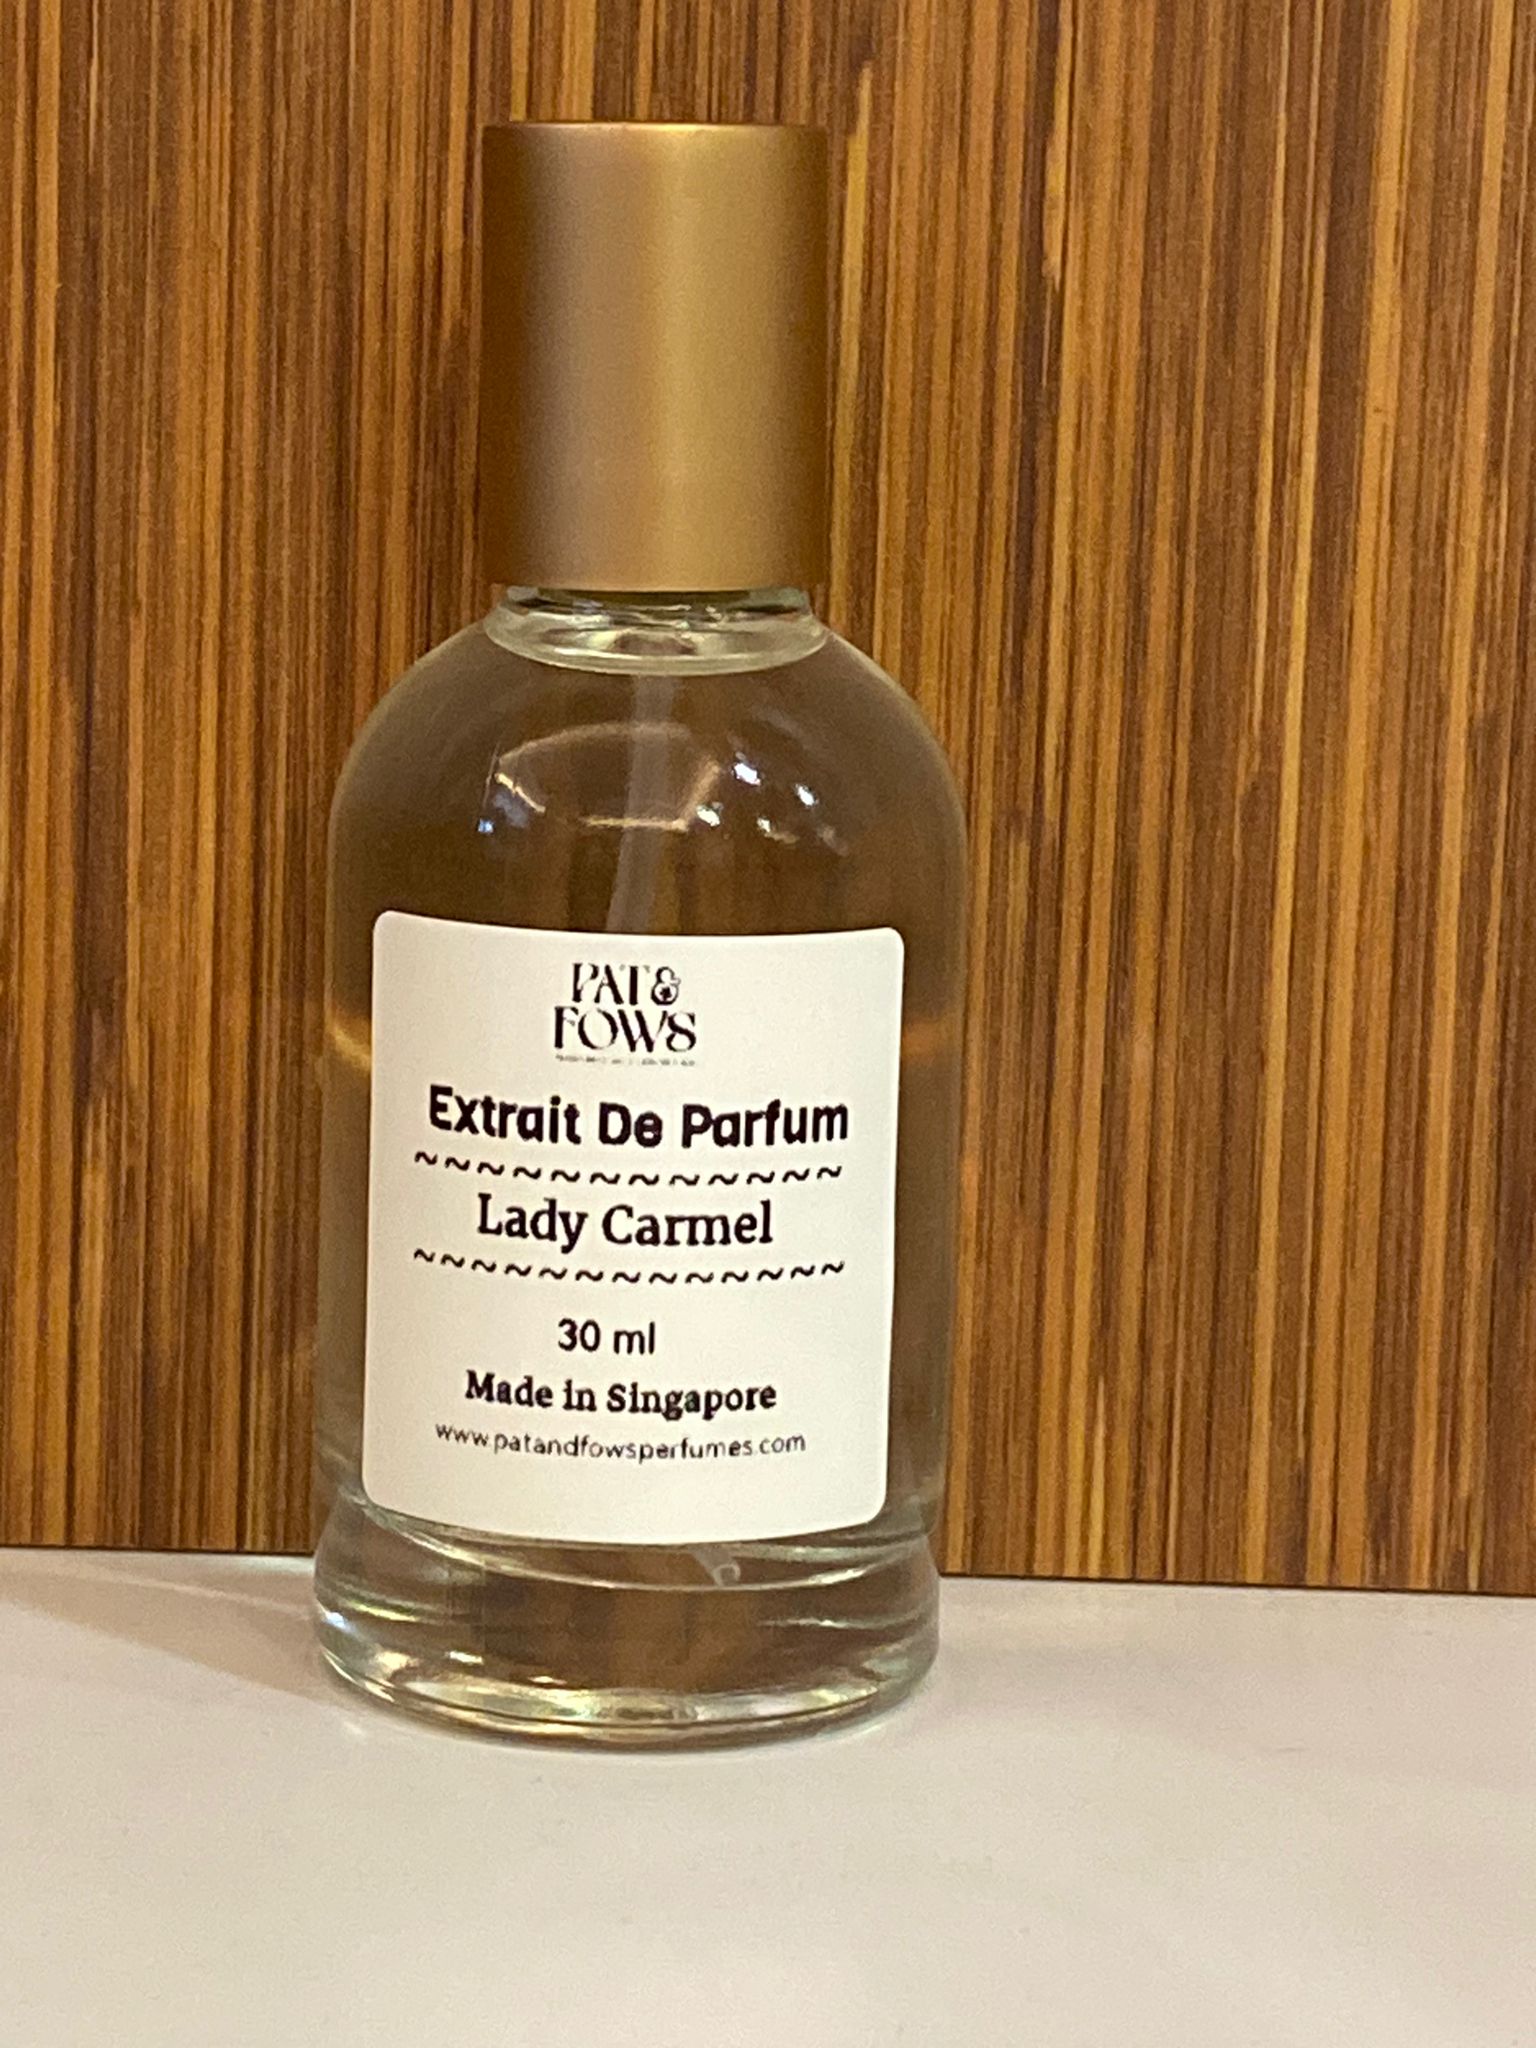 PAT&
FOWS
Extrait De Parfum
~~~~~~~~~~~~~
Lady Carmel
~~~~~~~~~~~~~
30 ml
Made in Singapore
www.patandfowsperfumes.com